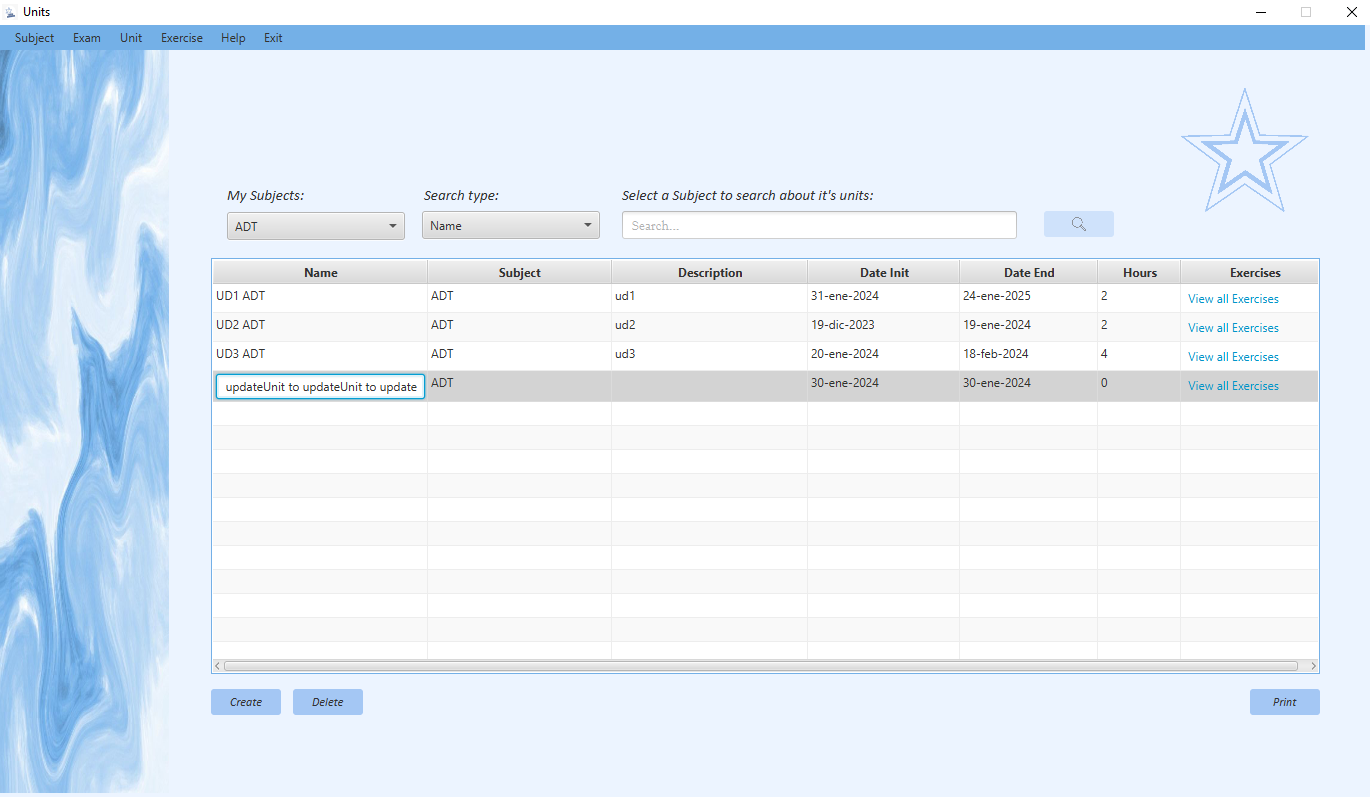 Units
Subject Exam Unit Exercise Help Exit
My Subjects: Search type: Select a Subject to search about it's units:
ADT Name Search...
Name Subject Description Date Init Date End Hours Exercises
UD1 ADT ADT ud1 31-ene-2024 24-ene-2025 2 View all Exercises
UD2 ADT ADT ud2 19-dic-2023 19-ene-2024 2 View all Exercises
UD3 ADT ADT ud3 20-ene-2024 18-feb-2024 4 View all Exercises
updateUnit to updateUnit to update ADT 30-ene-2024 30-ene-2024 0 View all Exercises
Create Delete Print